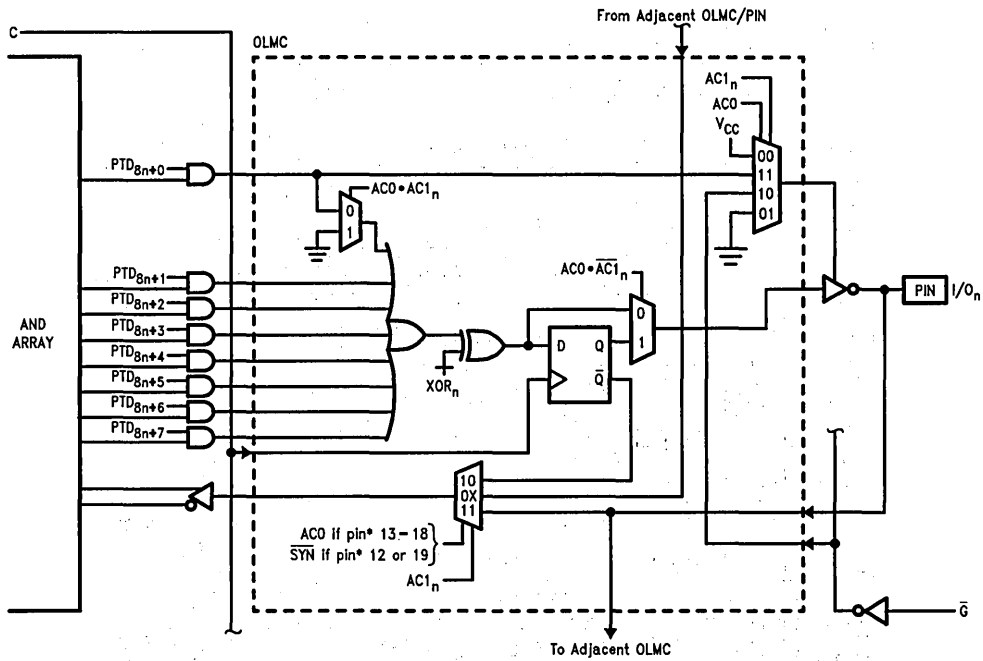 From Adjacent OLMC/PIN
C
OLMC
AC1n
AC0
VCC
00
11
10
01
PTD8n+0
AC0•AC1n
0
1
PTD8n+1
PTD8n+2
PTD8n+3
PTD8n+4
PTD8n+5
PTD8n+6
PTD8n+7
AND
ARRAY
XORn
D
Q
Q̅
AC0•A̅C̅1̅n
0
1
PIN
I/On
10
0X
11
AC0 if pin* 13–18
S̅Y̅N̅ if pin* 12 or 19
AC1n
G̅
To Adjacent OLMC